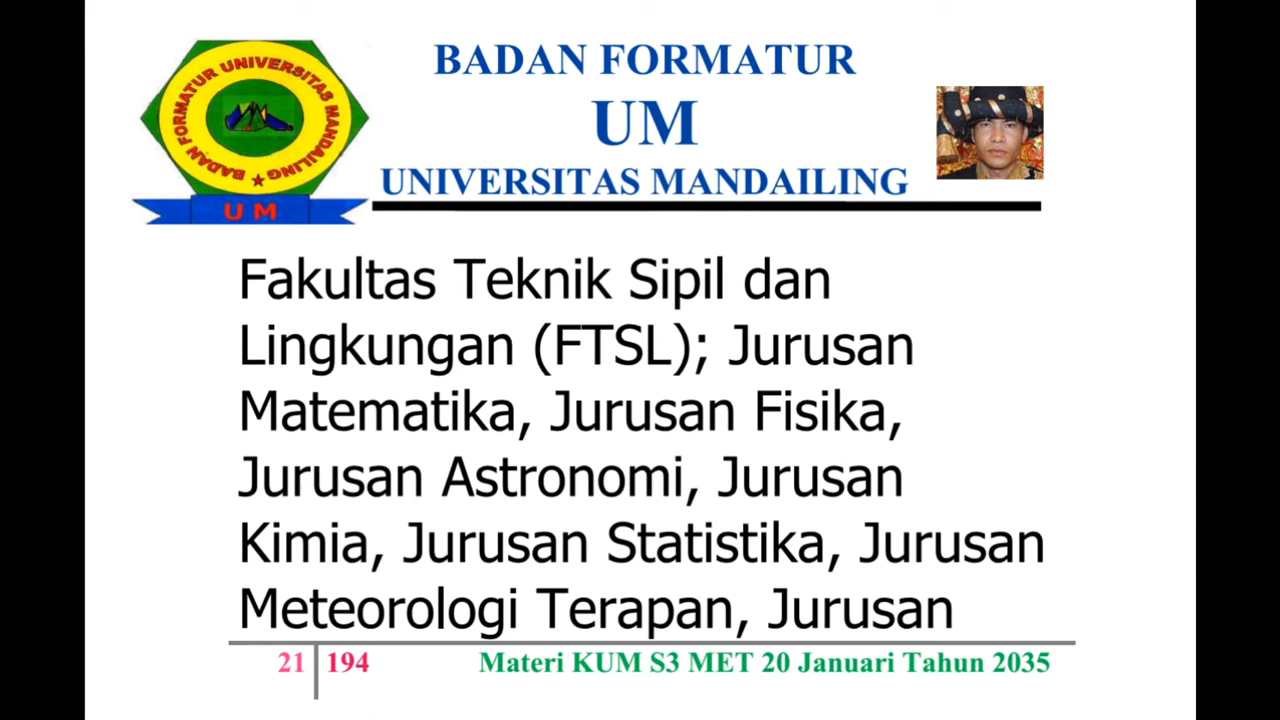 BADAN FORMATUR UNIVERSITAS MANDAILING
UM
BADAN FORMATUR
UM
UNIVERSITAS MANDAILING
Fakultas Teknik Sipil dan
Lingkungan (FTSL); Jurusan
Matematika, Jurusan Fisika,
Jurusan Astronomi, Jurusan
Kimia, Jurusan Statistika, Jurusan
Meteorologi Terapan, Jurusan
21 194 Materi KUM S3 MET 20 Januari Tahun 2035